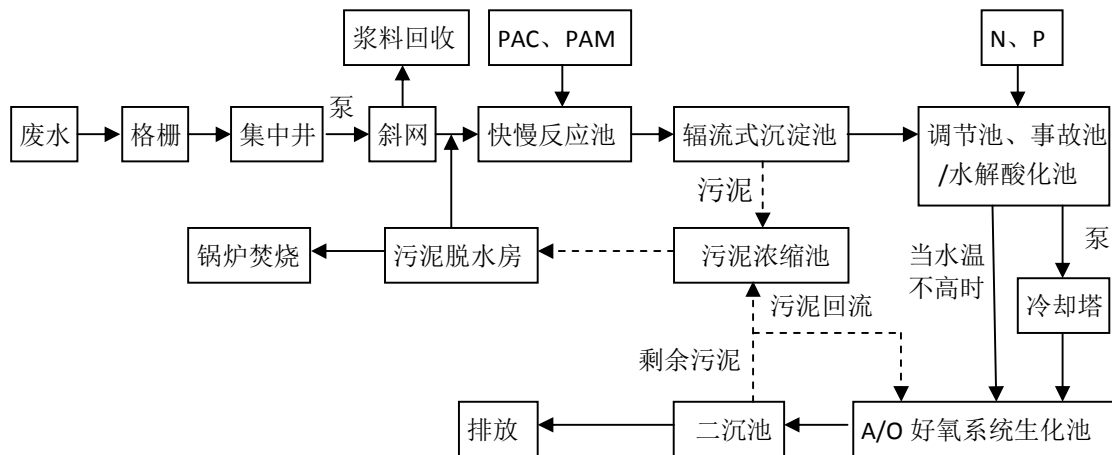 浆料回收
PAC、PAM
N、P
废水
格栅
集中井
泵
斜网
快慢反应池
辐流式沉淀池
调节池、事故池
/水解酸化池
污泥
锅炉焚烧
污泥脱水房
污泥浓缩池
当水温
不高时
泵
冷却塔
污泥回流
剩余污泥
排放
二沉池
A/O 好氧系统生化池